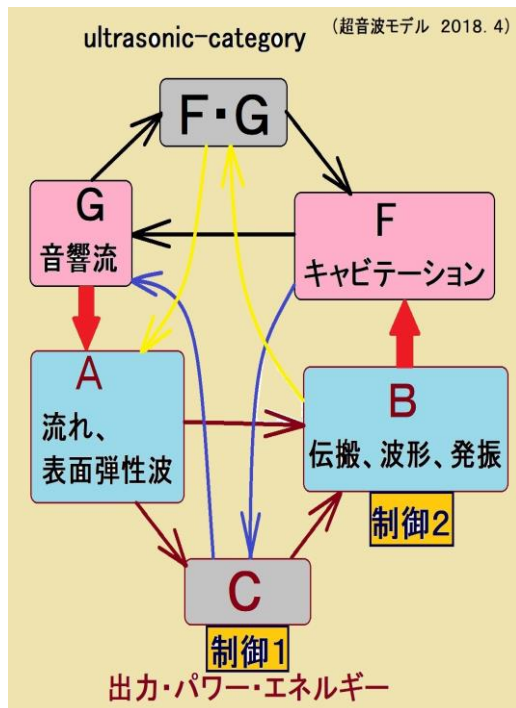 ultrasonic-category
(超音波モデル 2018.4)
F・G
G
音響流
F
キャビテーション
A
流れ、
表面弾性波
B
伝搬、波形、発振
制御2
C
制御1
出力・パワー・エネルギー